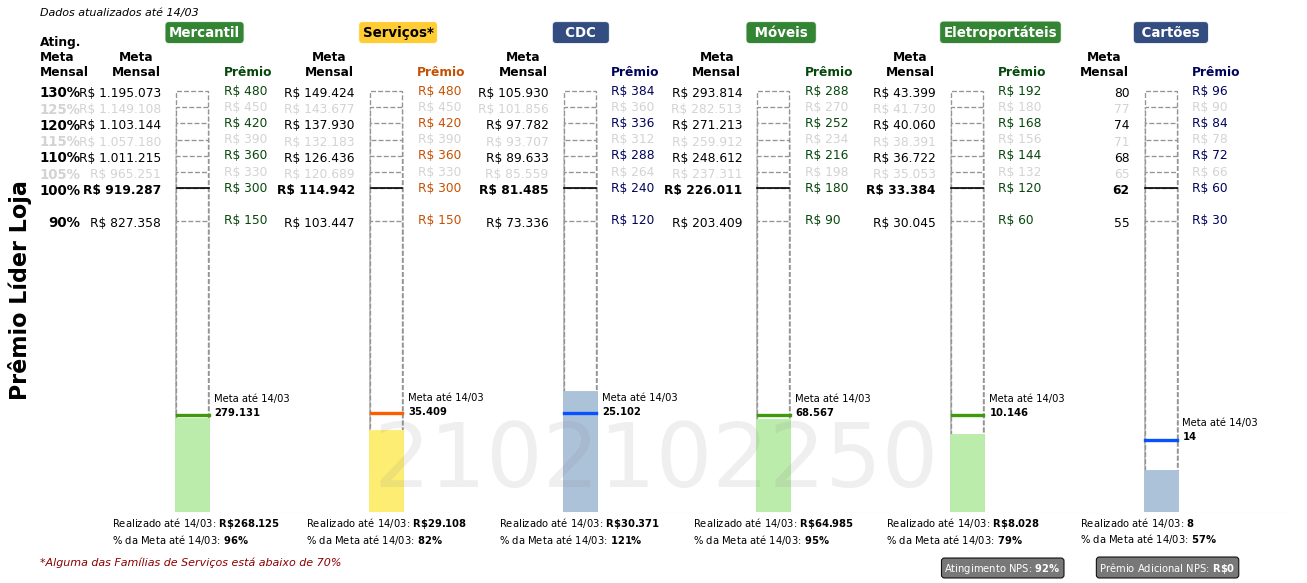 Dados atualizados até 14/03
Mercantil Serviços* CDC Móveis Eletroportáteis Cartões
Ating. Meta Mensal Meta Mensal Prêmio Meta Mensal Prêmio Meta Mensal Prêmio Meta Mensal Prêmio Meta Mensal Prêmio Meta Mensal Prêmio
130% R$ 1.195.073 R$ 480 R$ 149.424 R$ 480 R$ 105.930 R$ 384 R$ 293.814 R$ 288 R$ 43.399 R$ 192 80 R$ 96
125% R$ 1.149.108 R$ 450 R$ 143.677 R$ 450 R$ 101.856 R$ 360 R$ 282.513 R$ 270 R$ 41.730 R$ 180 77 R$ 90
120% R$ 1.103.144 R$ 420 R$ 137.930 R$ 420 R$ 97.782 R$ 336 R$ 271.213 R$ 252 R$ 40.060 R$ 168 74 R$ 84
115% R$ 1.057.180 R$ 390 R$ 132.183 R$ 390 R$ 93.707 R$ 312 R$ 259.912 R$ 234 R$ 38.391 R$ 156 71 R$ 78
110% R$ 1.011.215 R$ 360 R$ 126.436 R$ 360 R$ 89.633 R$ 288 R$ 248.612 R$ 216 R$ 36.722 R$ 144 68 R$ 72
105% R$ 965.251 R$ 330 R$ 120.689 R$ 330 R$ 85.559 R$ 264 R$ 237.311 R$ 198 R$ 35.053 R$ 132 65 R$ 66
100% R$ 919.287 R$ 300 R$ 114.942 R$ 300 R$ 81.485 R$ 240 R$ 226.011 R$ 180 R$ 33.384 R$ 120 62 R$ 60
90% R$ 827.358 R$ 150 R$ 103.447 R$ 150 R$ 73.336 R$ 120 R$ 203.409 R$ 90 R$ 30.045 R$ 60 55 R$ 30
Prêmio Líder Loja
Meta até 14/03 Meta até 14/03 Meta até 14/03 Meta até 14/03 Meta até 14/03 Meta até 14/03
279.131 35.409 25.102 68.567 10.146 14
2102102250
Realizado até 14/03: R$268.125 Realizado até 14/03: R$29.108 Realizado até 14/03: R$30.371 Realizado até 14/03: R$64.985 Realizado até 14/03: R$8.028 Realizado até 14/03: 8
% da Meta até 14/03: 96% % da Meta até 14/03: 82% % da Meta até 14/03: 121% % da Meta até 14/03: 95% % da Meta até 14/03: 79% % da Meta até 14/03: 57%
*Alguma das Famílias de Serviços está abaixo de 70%
Atingimento NPS: 92% Prêmio Adicional NPS: R$0